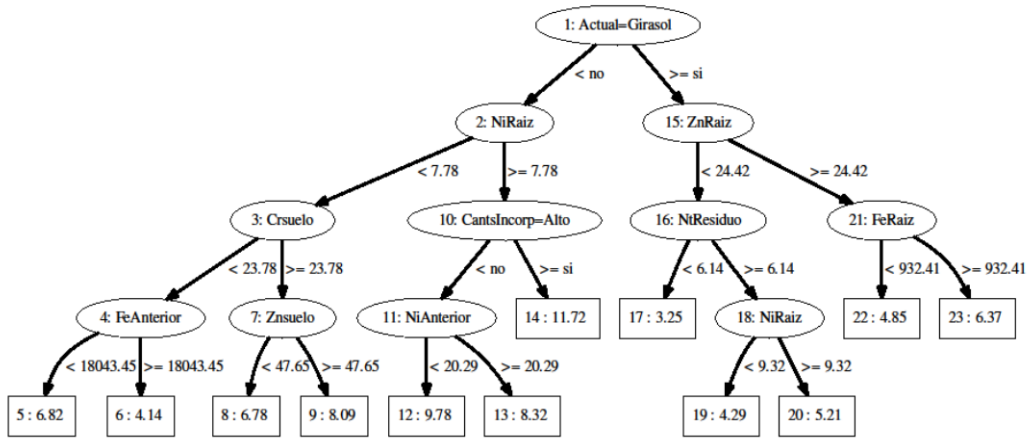 1: Actual=Girasol
< no
>= si
2: NiRaiz
15: ZnRaiz
< 7.78
>= 7.78
< 24.42
>= 24.42
3: Crsuelo
10: CantsIncorp=Alto
16: NtResiduo
21: FeRaiz
< 23.78
>= 23.78
< no
>= si
< 6.14
>= 6.14
< 932.41
>= 932.41
4: FeAnterior
7: Znsuelo
11: NiAnterior
14 : 11.72
17 : 3.25
18: NiRaiz
22 : 4.85
23 : 6.37
< 18043.45
>= 18043.45
< 47.65
>= 47.65
< 20.29
>= 20.29
< 9.32
>= 9.32
5 : 6.82
6 : 4.14
8 : 6.78
9 : 8.09
12 : 9.78
13 : 8.32
19 : 4.29
20 : 5.21